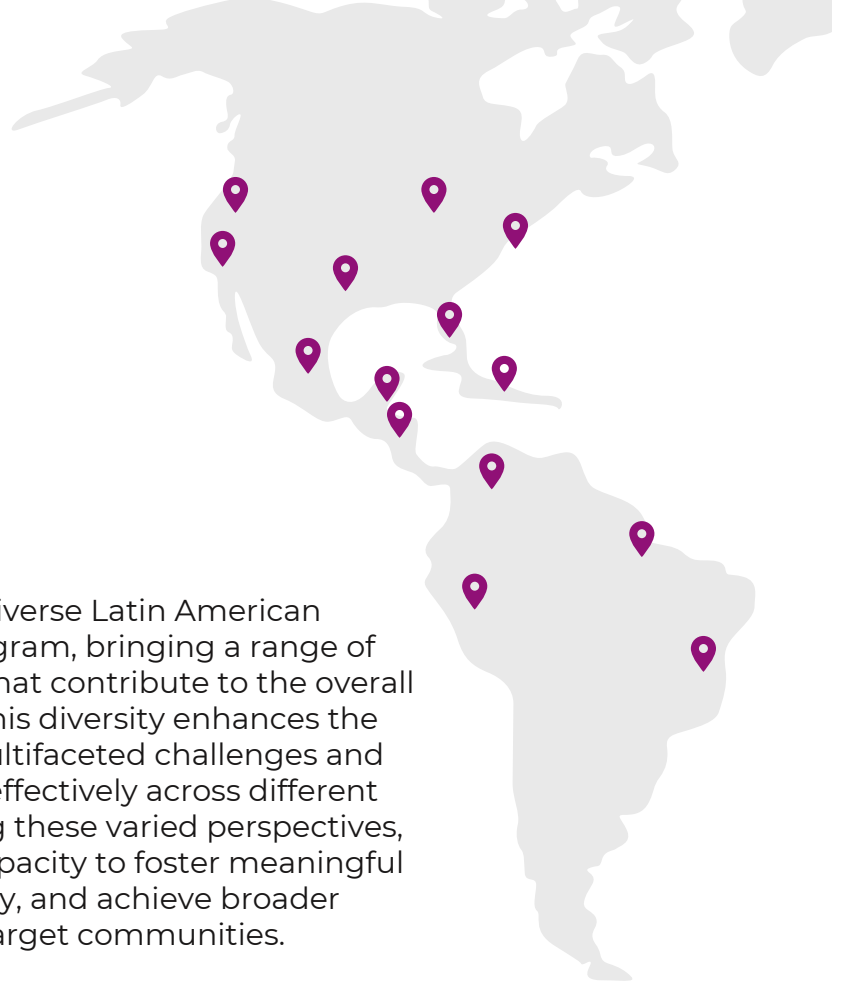 iverse Latin American
gram, bringing a range of
hat contribute to the overall
his diversity enhances the
ultifaceted challenges and
effectively across different
g these varied perspectives,
pacity to foster meaningful
y, and achieve broader
arget communities.